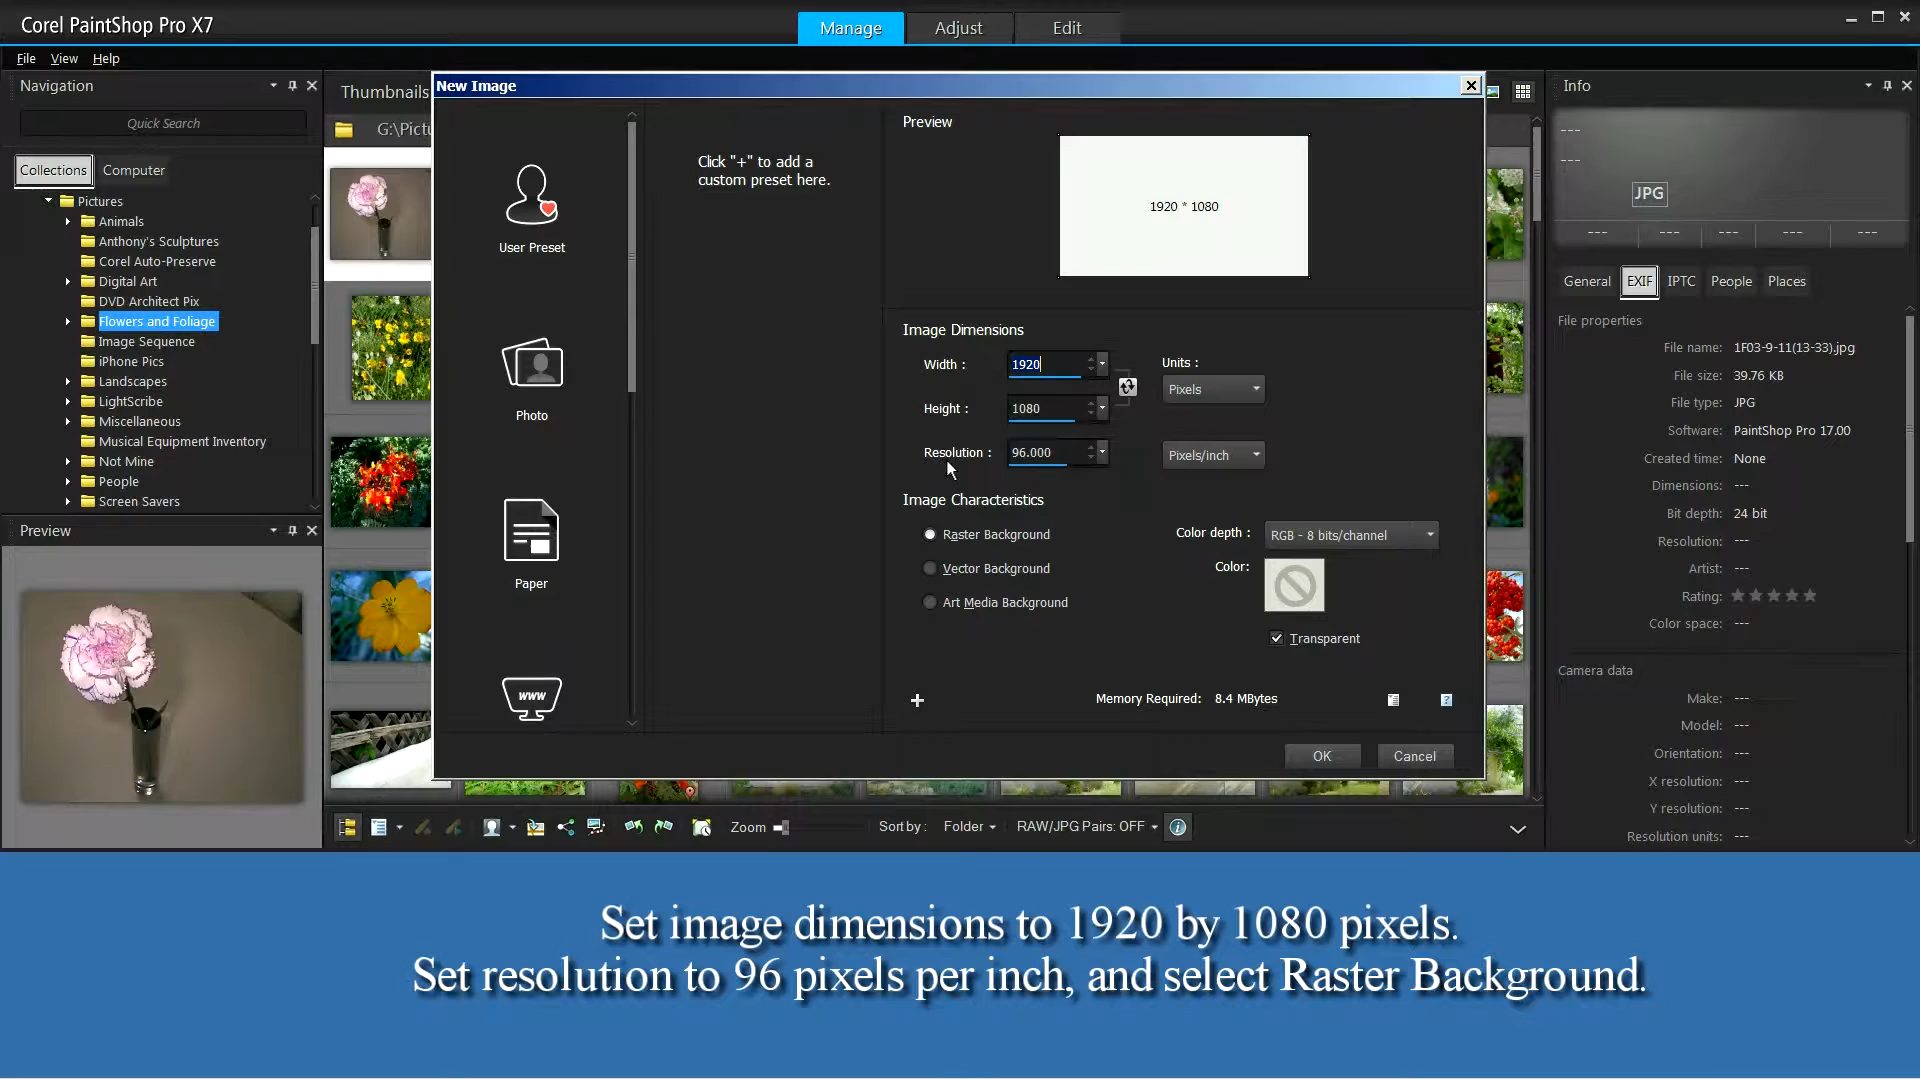 Corel PaintShop Pro X7
Manage
Adjust
Edit
File View Help
Navigation
Quick Search
Collections
Computer
Pictures
Animals
Anthony's Sculptures
Corel Auto-Preserve
Digital Art
DVD Architect Pix
Flowers and Foliage
Image Sequence
iPhone Pics
Landscapes
LightScribe
Miscellaneous
Musical Equipment Inventory
Not Mine
People
Screen Savers
Preview
Thumbnails
New Image
User Preset
Photo
Paper
www
Click "+" to add a
custom preset here.
Preview
1920 * 1080
Image Dimensions
Width : 1920
Units :
Pixels
Height : 1080
Resolution : 96.000 Pixels/inch
Image Characteristics
Raster Background
Vector Background
Art Media Background
Color depth : RGB - 8 bits/channel
Color:
Transparent
Memory Required: 8.4 MBytes
OK
Cancel
Zoom
Sort by : Folder
RAW/JPG Pairs: OFF
Info
---
---
JPG
--- --- --- --- ---
General EXIF IPTC People Places
File properties
File name: 1F03-9-11(13-33).jpg
File size: 39.76 KB
File type: JPG
Software: PaintShop Pro 17.00
Created time: None
Dimensions: ---
Bit depth: 24 bit
Resolution: ---
Artist: ---
Rating:
Color space: ---
Camera data
Make: ---
Model: ---
Orientation: ---
X resolution: ---
Y resolution: ---
Resolution units: ---
Set image dimensions to 1920 by 1080 pixels.
Set resolution to 96 pixels per inch, and select Raster Background.